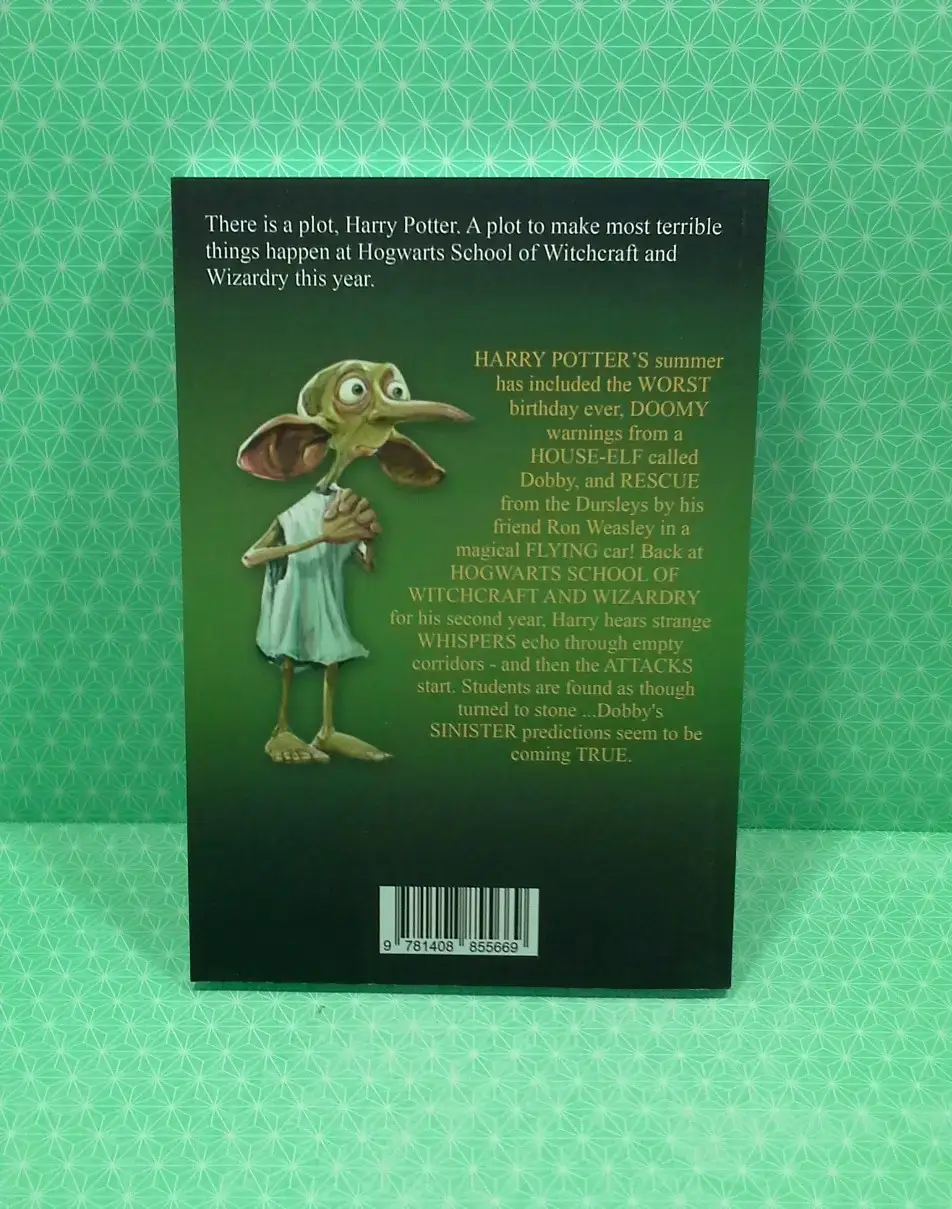 There is a plot, Harry Potter. A plot to make most terrible
things happen at Hogwarts School of Witchcraft and
Wizardry this year.
HARRY POTTER'S summer
has included the WORST
birthday ever, DOOMY
warnings from a
HOUSE-ELF called
Dobby, and RESCUE
from the Dursleys by his
friend Ron Weasley in a
magical FLYING car! Back at
HOGWARTS SCHOOL OF
WITCHCRAFT AND WIZARDRY
for his second year, Harry hears strange
WHISPERS echo through empty
corridors - and then the ATTACKS
start. Students are found as though
turned to stone ...Dobby's
SINISTER predictions seem to be
coming TRUE.
9 781408 855669